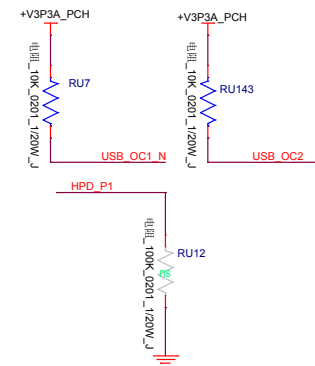 +V3P3A_PCH
电阻_10K_0201_1/20W_J
RU7
USB_OC1_N
+V3P3A_PCH
电阻_10K_0201_1/20W_J
RU143
USB_OC2
HPD_P1
电阻_100K_0201_1/20W_J
RU12
ns